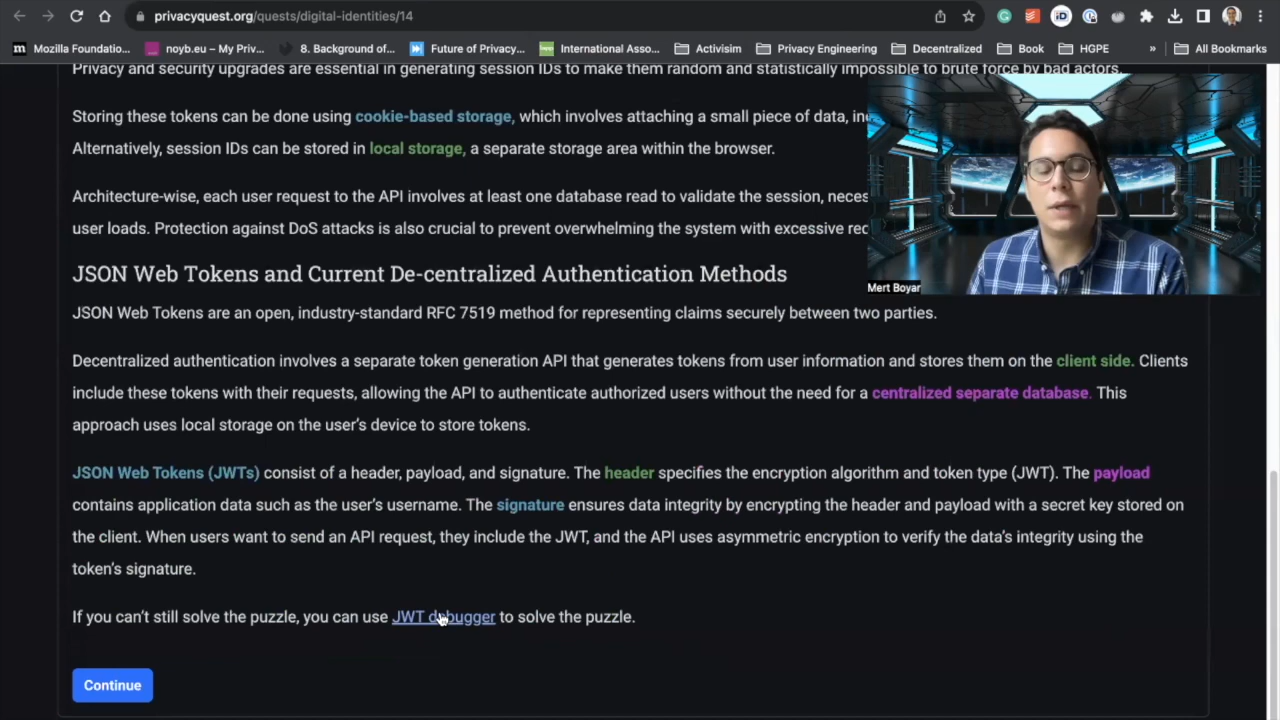 privacyquest.org/quests/digital-identities/14
Mozilla Foundatio...
noyb.eu – My Priv...
8. Background of...
Future of Privacy...
International Asso...
Activisim
Privacy Engineering
Decentralized
Book
HGPE
»
All Bookmarks
Privacy and security upgrades are essential in generating session IDs to make them random and statistically impossible to brute force by bad actors.
Storing these tokens can be done using cookie-based storage, which involves attaching a small piece of data,
Alternatively, session IDs can be stored in local storage, a separate storage area within the browser.
Architecture-wise, each user request to the API involves at least one database read to validate the session,
user loads. Protection against DoS attacks is also crucial to prevent overwhelming the system with excessive
Mert Boyar
JSON Web Tokens and Current De-centralized Authentication Methods
JSON Web Tokens are an open, industry-standard RFC 7519 method for representing claims securely between two parties.
Decentralized authentication involves a separate token generation API that generates tokens from user information and stores them on the client side. Clients
include these tokens with their requests, allowing the API to authenticate authorized users without the need for a centralized separate database. This
approach uses local storage on the user's device to store tokens.
JSON Web Tokens (JWTs) consist of a header, payload, and signature. The header specifies the encryption algorithm and token type (JWT). The payload
contains application data such as the user's username. The signature ensures data integrity by encrypting the header and payload with a secret key stored on
the client. When users want to send an API request, they include the JWT, and the API uses asymmetric encryption to verify the data's integrity using the
token's signature.
If you can't still solve the puzzle, you can use JWT debugger to solve the puzzle.
Continue